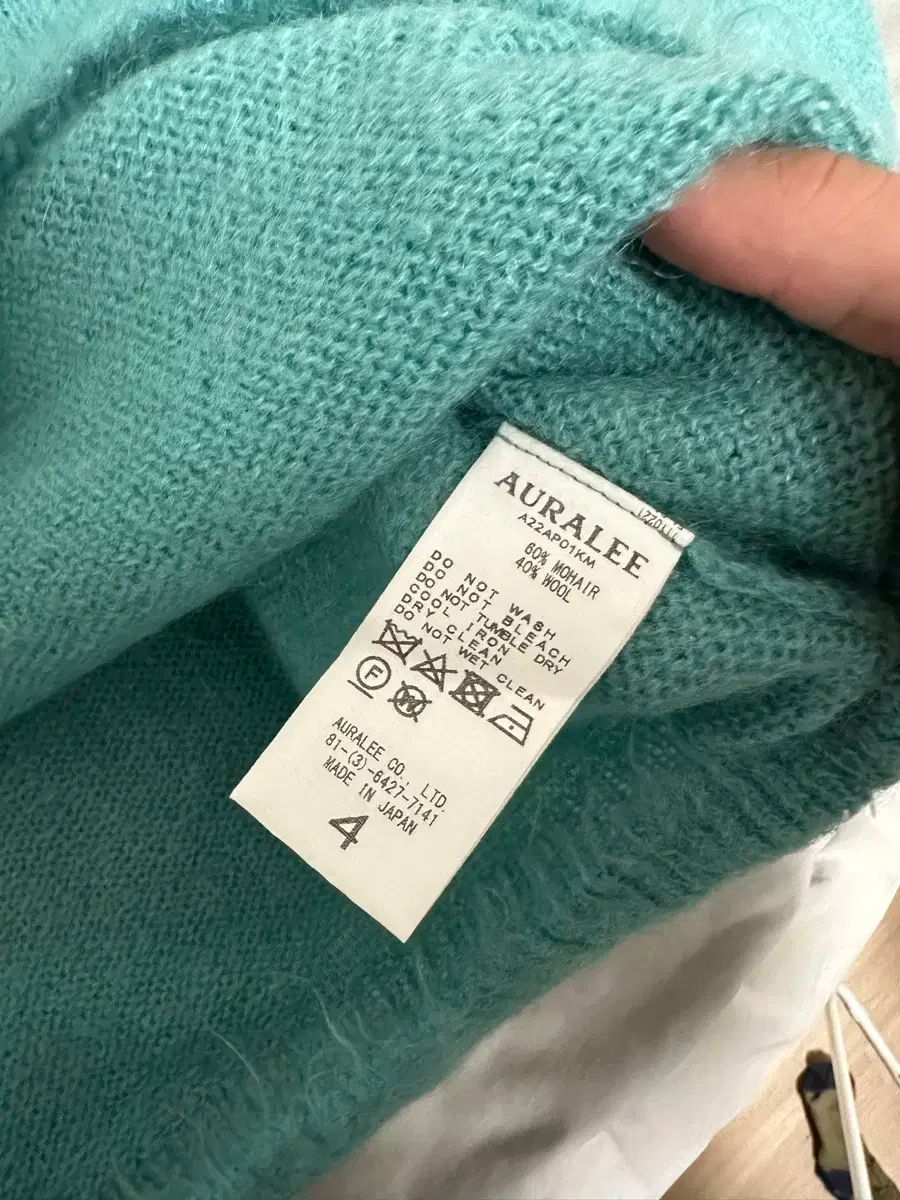 AURALEE
A22AP01KM
60% MOHAIR
40% WOOL
DO NOT WASH
DO NOT BLEACH
DO NOT TUMBLE DRY
COOL IRON
DRY CLEAN
DO NOT WET CLEAN
F W
AURALEE CO., LTD.
81-(3)-6427-7141
MADE IN JAPAN
4